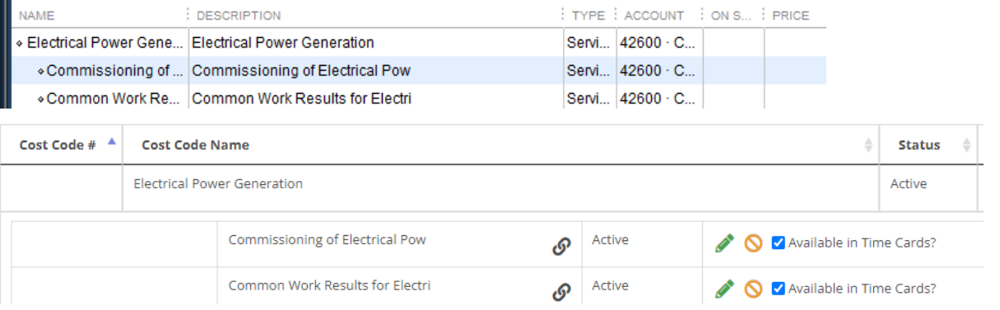 NAME DESCRIPTION TYPE ACCOUNT ON S... PRICE
Electrical Power Gene... Electrical Power Generation Servi... 42600 · C...
Commissioning of ... Commissioning of Electrical Pow Servi... 42600 · C...
Common Work Re... Common Work Results for Electri Servi... 42600 · C...
Cost Code # Cost Code Name Status
Electrical Power Generation Active
Commissioning of Electrical Pow Active Available in Time Cards?
Common Work Results for Electri Active Available in Time Cards?